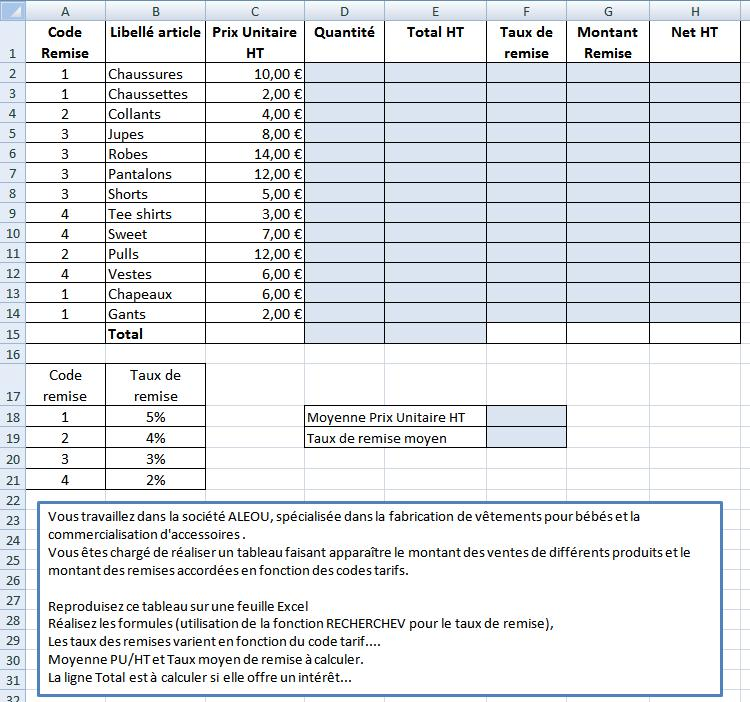 A B C D E F G H
1 Code Remise Libellé article Prix Unitaire HT Quantité Total HT Taux de remise Montant Remise Net HT
2 1 Chaussures 10,00 €
3 1 Chaussettes 2,00 €
4 2 Collants 4,00 €
5 3 Jupes 8,00 €
6 3 Robes 14,00 €
7 3 Pantalons 12,00 €
8 3 Shorts 5,00 €
9 4 Tee shirts 3,00 €
10 4 Sweet 7,00 €
11 2 Pulls 12,00 €
12 4 Vestes 6,00 €
13 1 Chapeaux 6,00 €
14 1 Gants 2,00 €
15 Total
16
17 Code remise Taux de remise
18 1 5% Moyenne Prix Unitaire HT
19 2 4% Taux de remise moyen
20 3 3%
21 4 2%
22
23 Vous travaillez dans la société ALEOU, spécialisée dans la fabrication de vêtements pour bébés et la
24 commercialisation d'accessoires.
25 Vous êtes chargé de réaliser un tableau faisant apparaître le montant des ventes de différents produits et le
26 montant des remises accordées en fonction des codes tarifs.
27 Reproduisez ce tableau sur une feuille Excel
28 Réalisez les formules (utilisation de la fonction RECHERCHEV pour le taux de remise),
29 Les taux des remises varient en fonction du code tarif....
30 Moyenne PU/HT et Taux moyen de remise à calculer.
31 La ligne Total est à calculer si elle offre un intérêt...
32